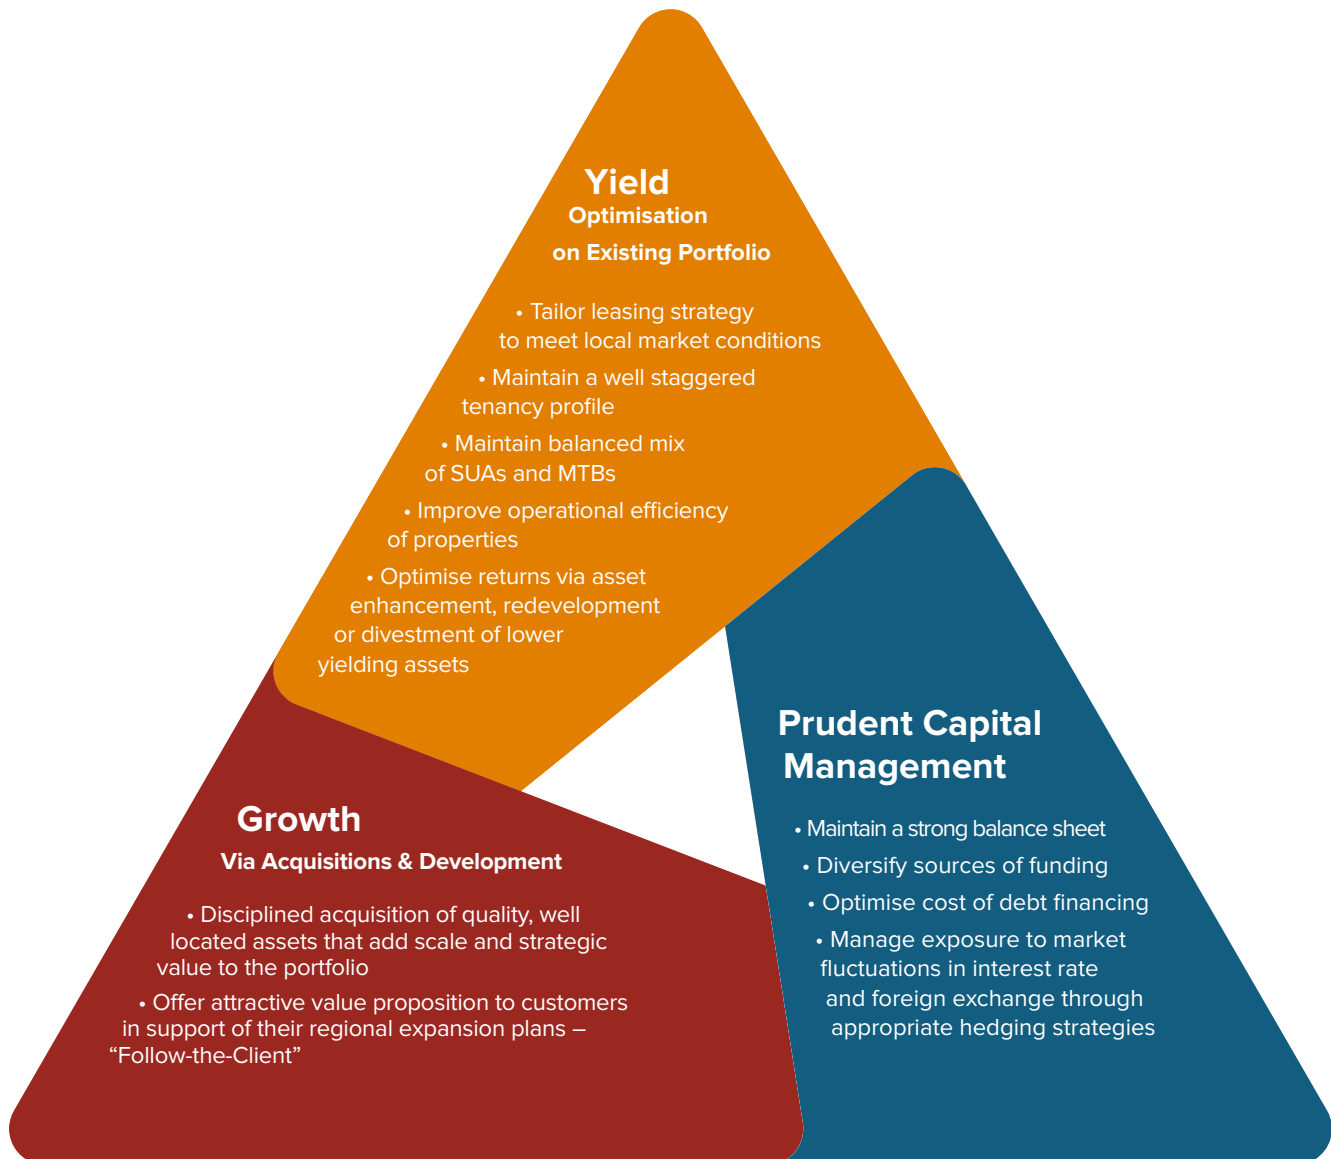 Yield
Optimisation
on Existing Portfolio
• Tailor leasing strategy
to meet local market conditions
• Maintain a well staggered
tenancy profile
• Maintain balanced mix
of SUAs and MTBs
• Improve operational efficiency
of properties
• Optimise returns via asset
enhancement, redevelopment
or divestment of lower
yielding assets
Growth
Via Acquisitions & Development
• Disciplined acquisition of quality, well
located assets that add scale and strategic
value to the portfolio
• Offer attractive value proposition to customers
in support of their regional expansion plans –
“Follow-the-Client”
Prudent Capital
Management
• Maintain a strong balance sheet
• Diversify sources of funding
• Optimise cost of debt financing
• Manage exposure to market
fluctuations in interest rate
and foreign exchange through
appropriate hedging strategies